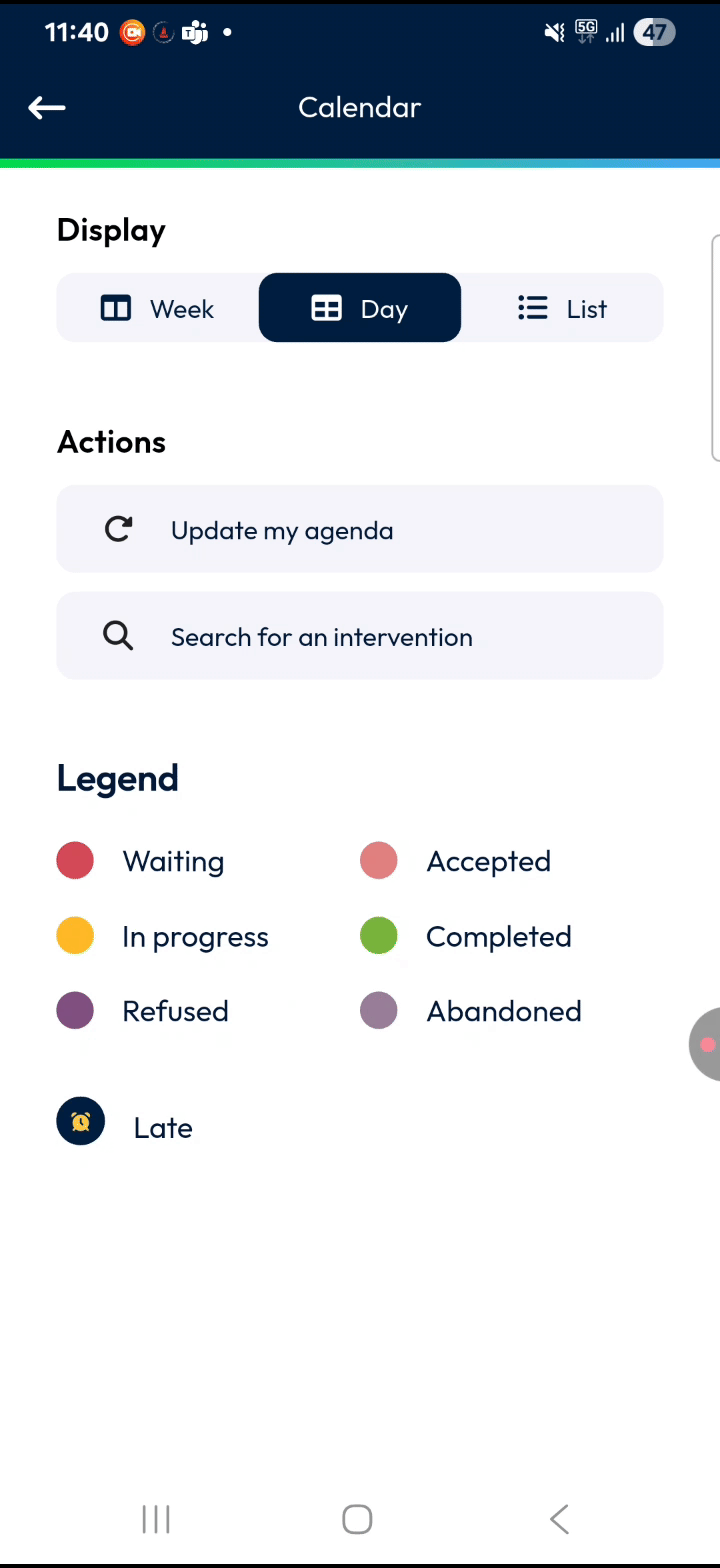 11:40 5G 47
Calendar
Display
Week Day List
Actions
Update my agenda
Search for an intervention
Legend
Waiting Accepted
In progress Completed
Refused Abandoned
Late